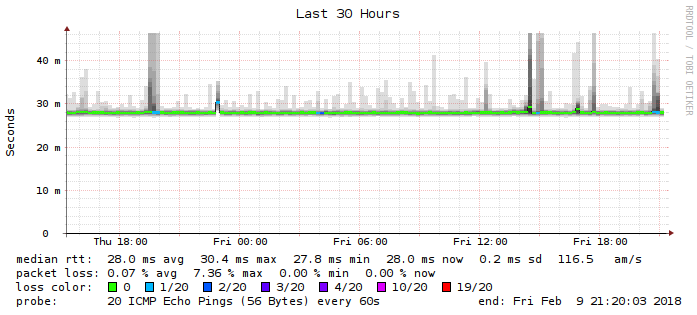 Last 30 Hours
RRDTOOL / TOBI OETIKER
Seconds
40 m
30 m
20 m
10 m
0
Thu 18:00 Fri 00:00 Fri 06:00 Fri 12:00 Fri 18:00
median rtt: 28.0 ms avg 30.4 ms max 27.8 ms min 28.0 ms now 0.2 ms sd 116.5 am/s
packet loss: 0.07 % avg 7.36 % max 0.00 % min 0.00 % now
loss color: 0 1/20 2/20 3/20 4/20 10/20 19/20
probe: 20 ICMP Echo Pings (56 Bytes) every 60s end: Fri Feb 9 21:20:03 2018